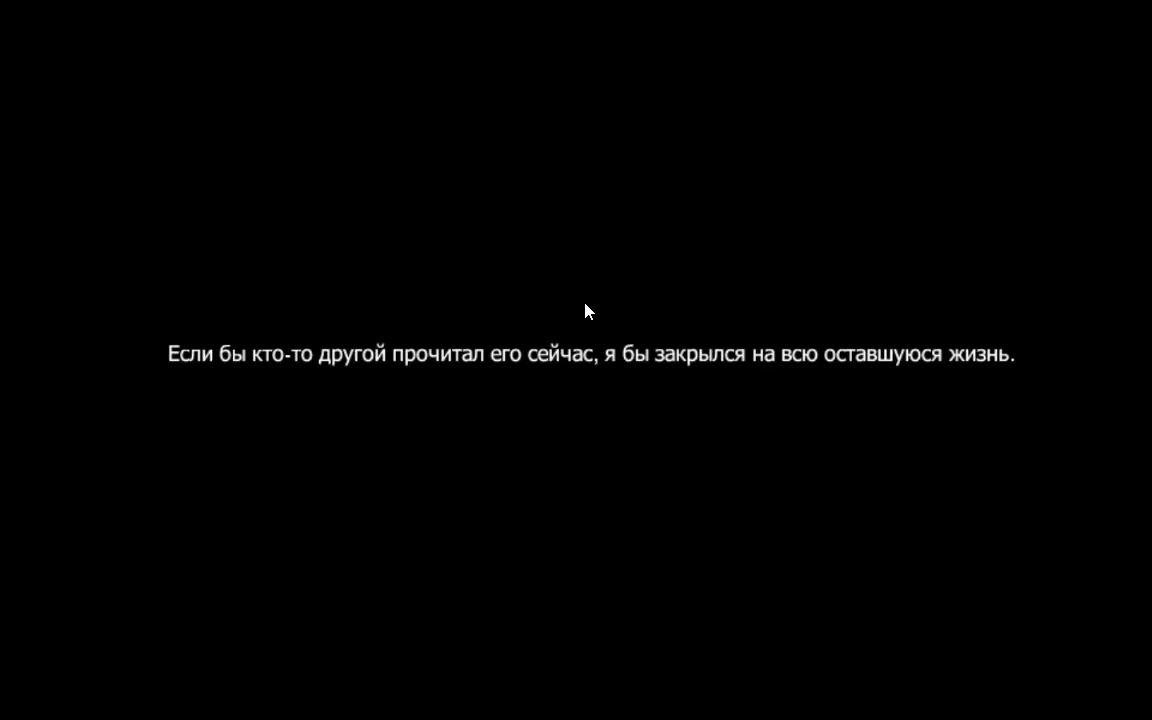 Если бы кто-то другой прочитал его сейчас, я бы закрылся на всю оставшуюся жизнь.